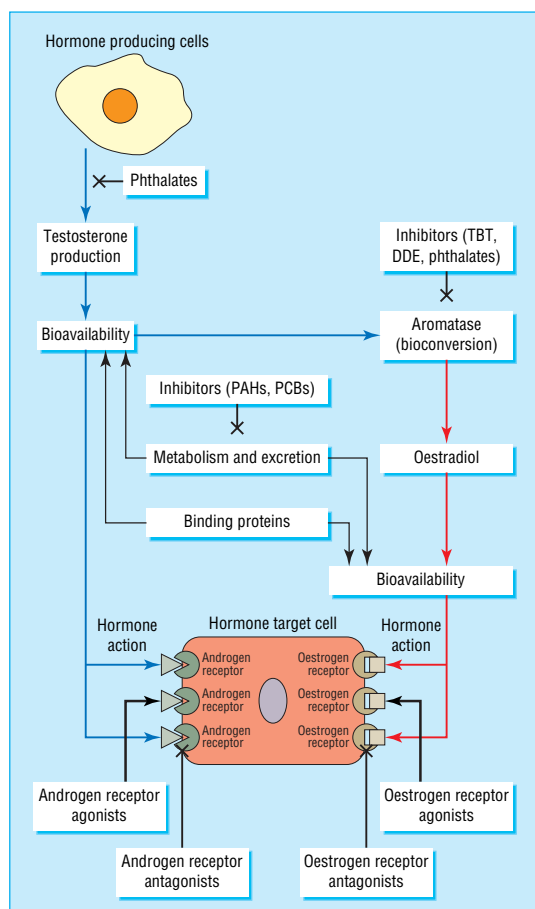 Hormone producing cells
Phthalates
Testosterone
production
Inhibitors (TBT,
DDE, phthalates)
Bioavailability
Aromatase
(bioconversion)
Inhibitors (PAHs, PCBs)
Metabolism and excretion
Oestradiol
Binding proteins
Bioavailability
Hormone
action
Hormone target cell
Hormone
action
Androgen
receptor
Oestrogen
receptor
Androgen
receptor
Oestrogen
receptor
Androgen
receptor
Oestrogen
receptor
Androgen receptor
agonists
Oestrogen receptor
agonists
Androgen receptor
antagonists
Oestrogen receptor
antagonists